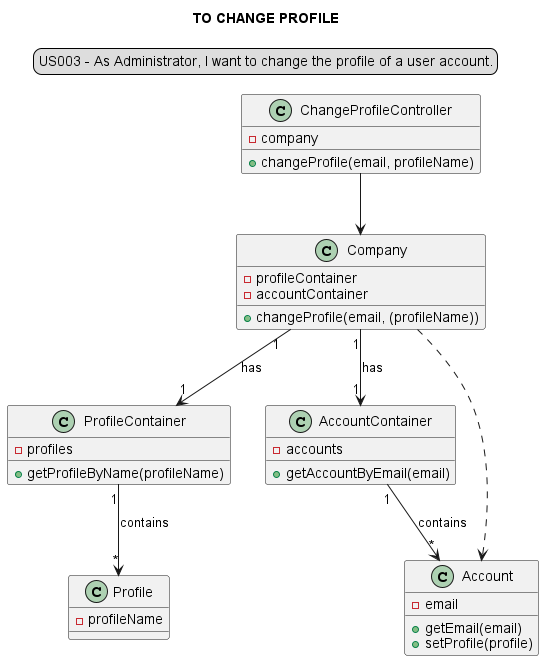 TO CHANGE PROFILE
US003 - As Administrator, I want to change the profile of a user account.
C ChangeProfileController
company
changeProfile(email, profileName)
C Company
profileContainer
accountContainer
changeProfile(email, (profileName))
1 1
has has
1 1
C ProfileContainer
profiles
getProfileByName(profileName)
C AccountContainer
accounts
getAccountByEmail(email)
1 1
contains contains
* *
C Profile
profileName
C Account
email
getEmail(email)
setProfile(profile)